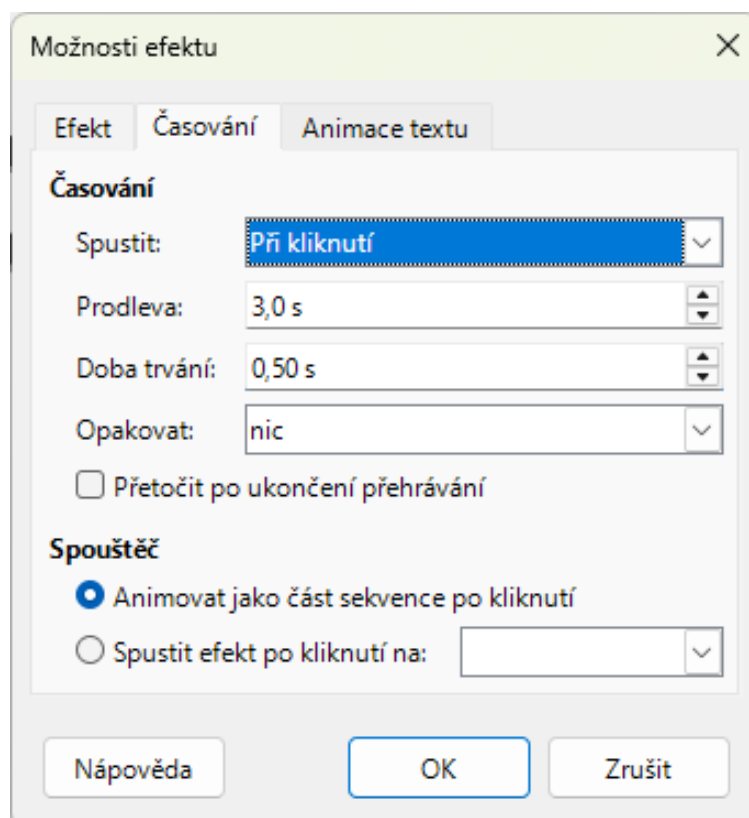 Možnosti efektu
Efekt Časování Animace textu
Časování
Spustit: Při kliknutí
Prodleva: 3,0 s
Doba trvání: 0,50 s
Opakovat: nic
Přetočit po ukončení přehrávání
Spouštěč
Animovat jako část sekvence po kliknutí
Spustit efekt po kliknutí na:
Nápověda OK Zrušit